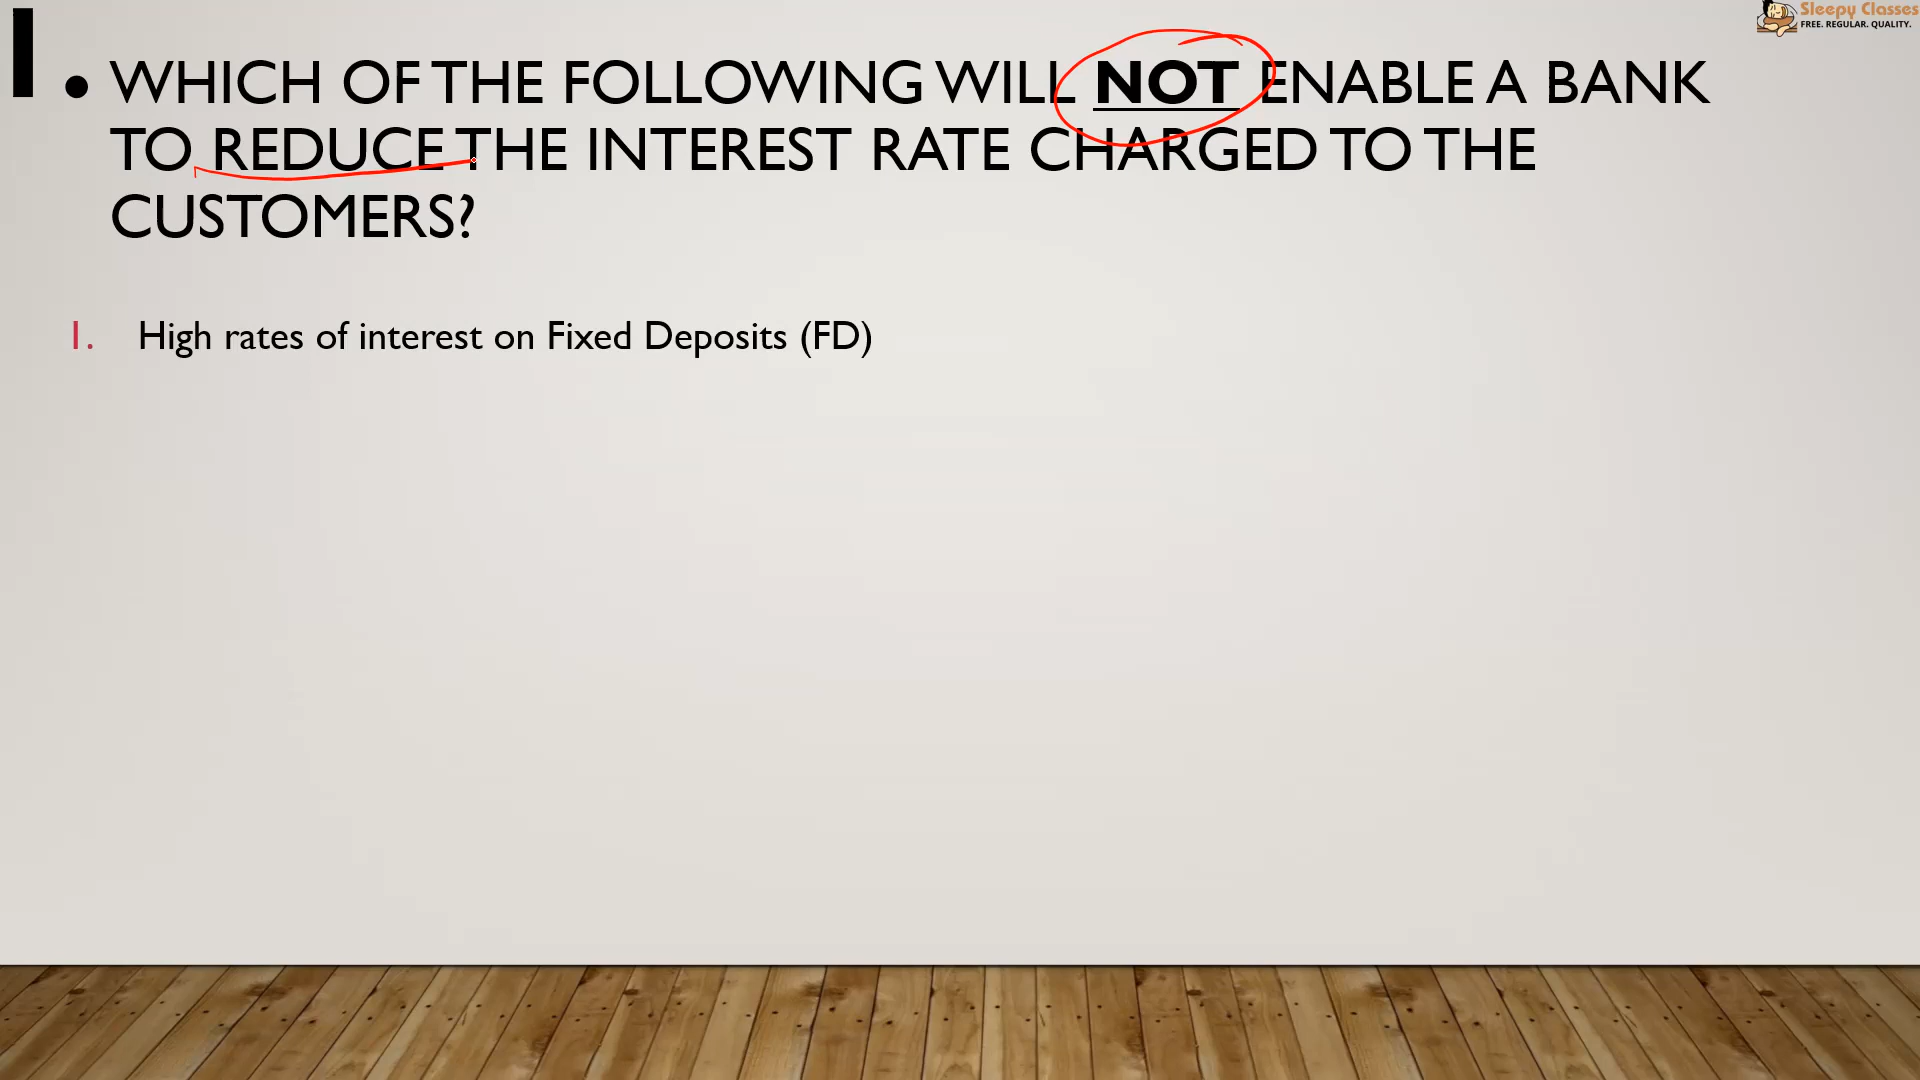 Sleepy Classes
FREE. REGULAR. QUALITY.
1. WHICH OF THE FOLLOWING WILL NOT ENABLE A BANK
TO REDUCE THE INTEREST RATE CHARGED TO THE
CUSTOMERS?
1. High rates of interest on Fixed Deposits (FD)